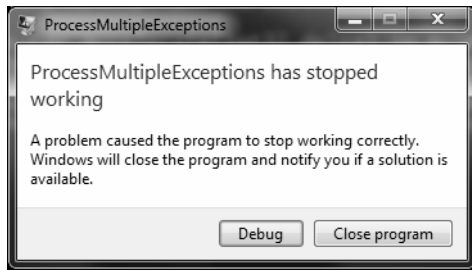 ProcessMultipleExceptions
ProcessMultipleExceptions has stopped
working
A problem caused the program to stop working correctly.
Windows will close the program and notify you if a solution is
available.
Debug
Close program